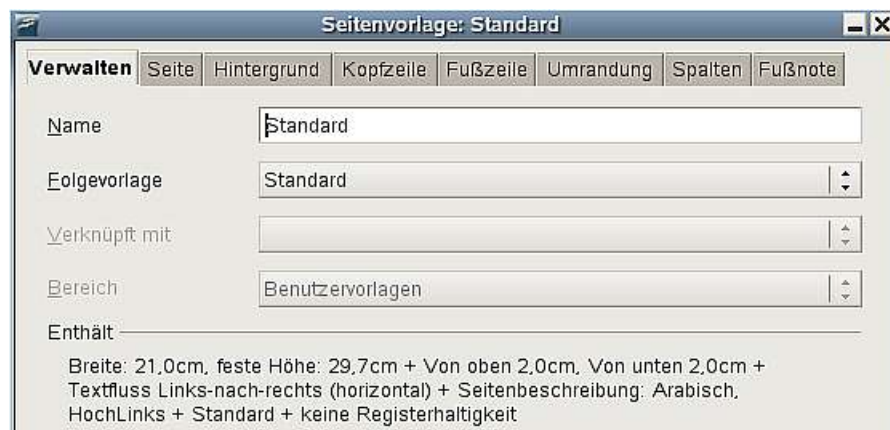 Seitenvorlage: Standard
Verwalten Seite Hintergrund Kopfzeile Fußzeile Umrandung Spalten Fußnote
Name Standard
Folgevorlage Standard
Verknüpft mit
Bereich Benutzervorlagen
Enthält
Breite: 21,0cm, feste Höhe: 29,7cm + Von oben 2,0cm, Von unten 2,0cm +
Textfluss Links-nach-rechts (horizontal) + Seitenbeschreibung: Arabisch,
HochLinks + Standard + keine Registerhaltigkeit